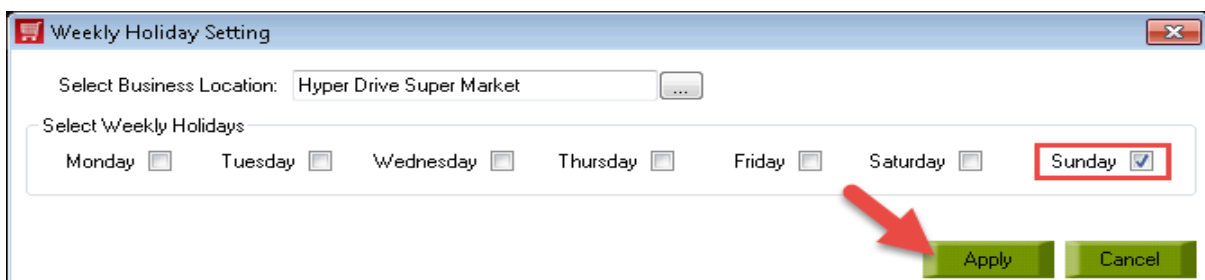 Weekly Holiday Setting
Select Business Location: Hyper Drive Super Market ...
Select Weekly Holidays
Monday Tuesday Wednesday Thursday Friday Saturday Sunday
Apply Cancel